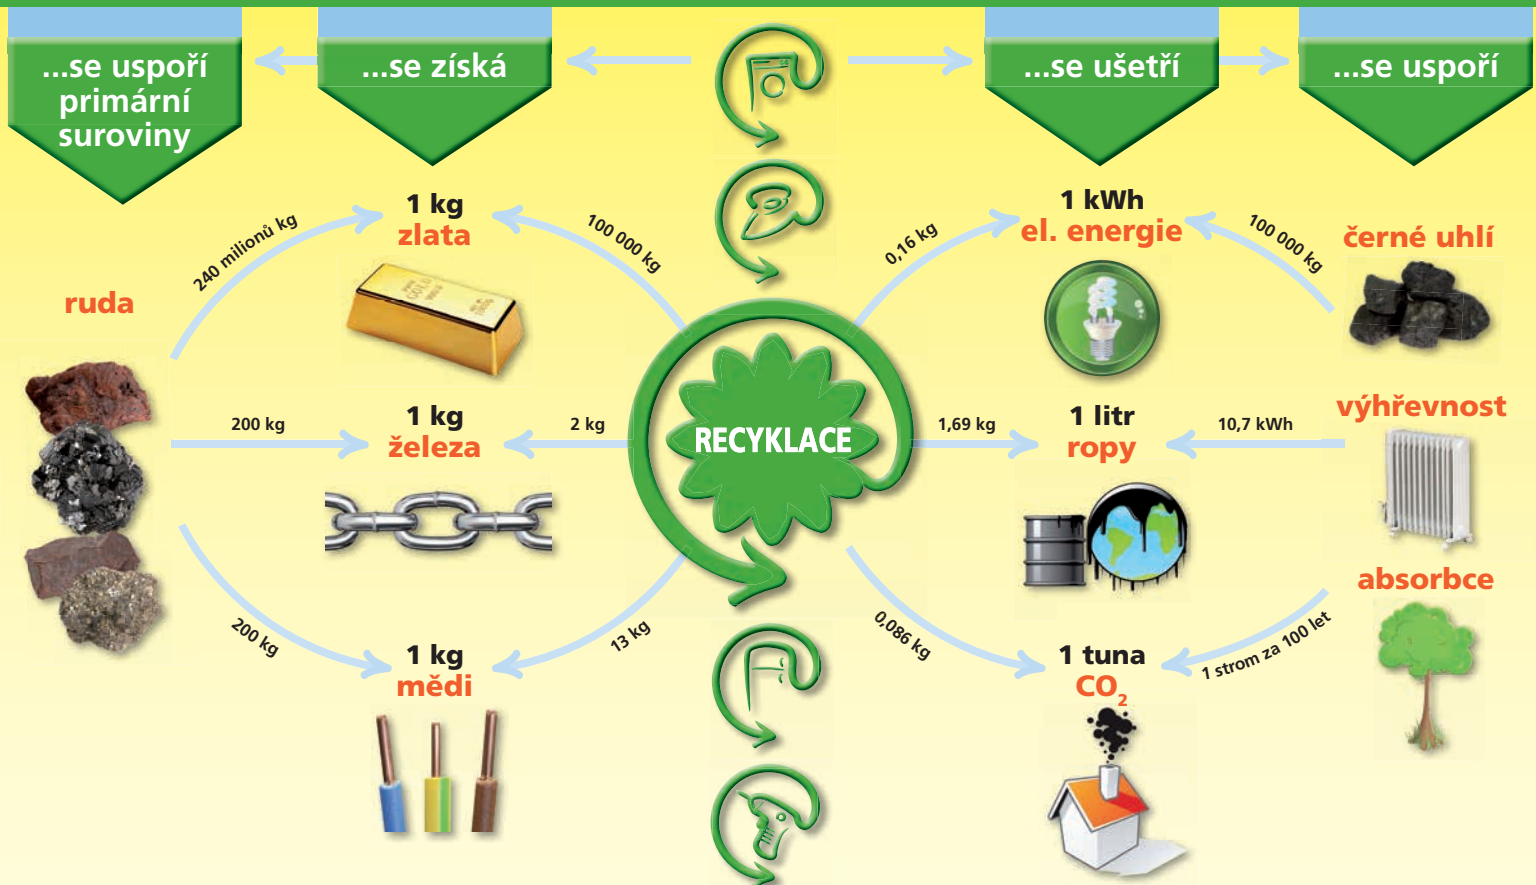 ...se uspoří
primární
suroviny
...se získá
...se ušetří
...se uspoří
1 kg
zlata
240 milionů kg
100 000 kg
ruda
1 kWh
el. energie
0,16 kg
100 000 kg
černé uhlí
1 kg
železa
200 kg
2 kg
RECYKLACE
1,69 kg
1 litr
ropy
10,7 kWh
výhřevnost
absorbce
200 kg
1 kg
mědi
13 kg
0,086 kg
1 tuna
CO₂
1 strom za 100 let